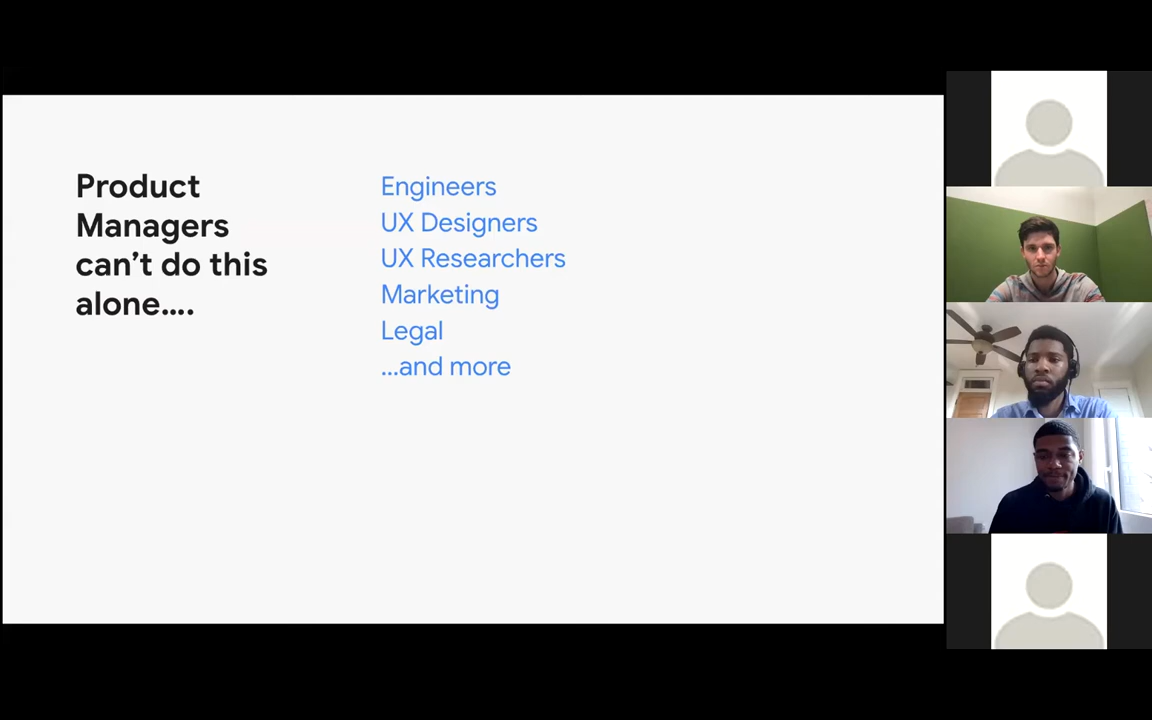 Product
Managers
can't do this
alone....
Engineers
UX Designers
UX Researchers
Marketing
Legal
...and more